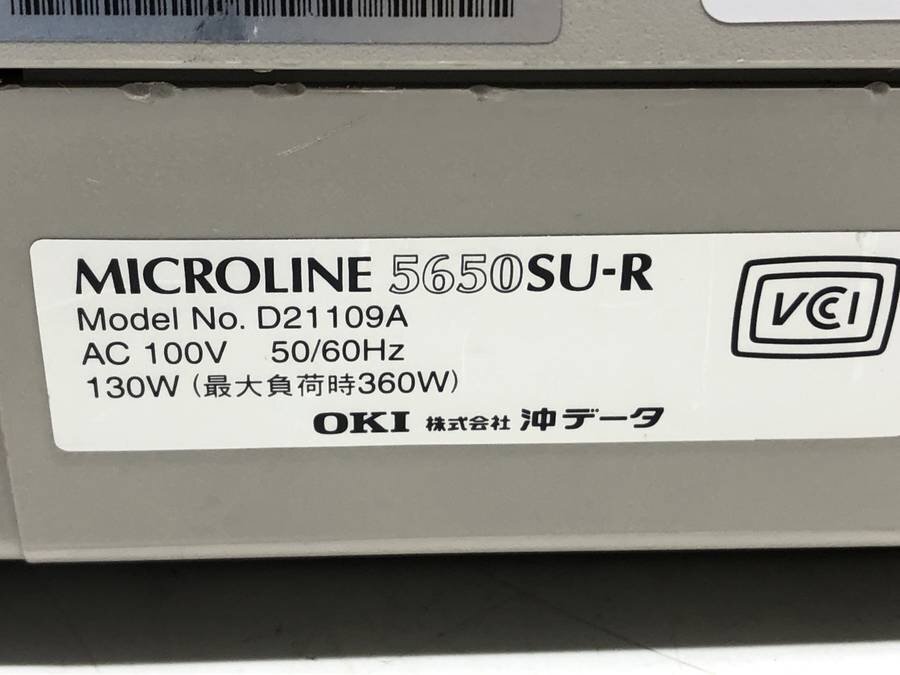 MICROLINE 5650SU-R
Model No. D21109A
AC 100V 50/60Hz
130W (最大負荷時360W)
OKI 株式会社 沖データ
VCCI